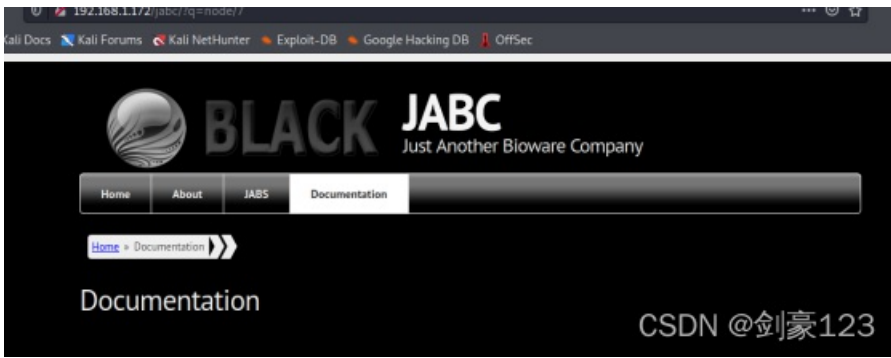 192.168.1.172/jabc/?q=node/7
Kali Docs Kali Forums Kali NetHunter Exploit-DB Google Hacking DB OffSec
BLACK JABC
Just Another Bioware Company
Home About JABS Documentation
Home » Documentation
Documentation
CSDN @剑豪123